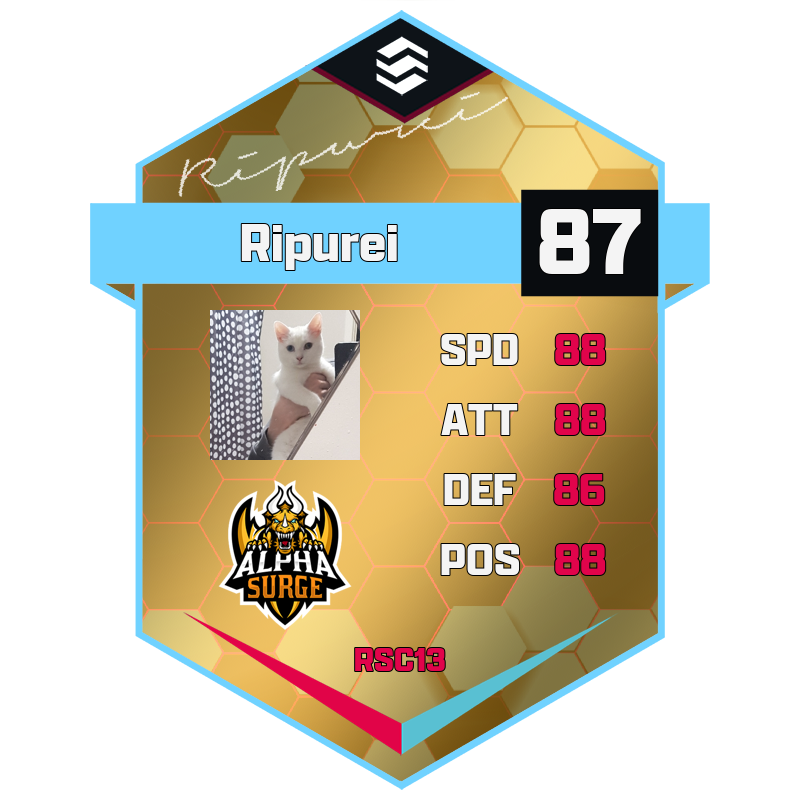 Ripurei
Ripurei
87
SPD 88
ATT 88
DEF 86
POS 88
ALPHA
SURGE
RSC13